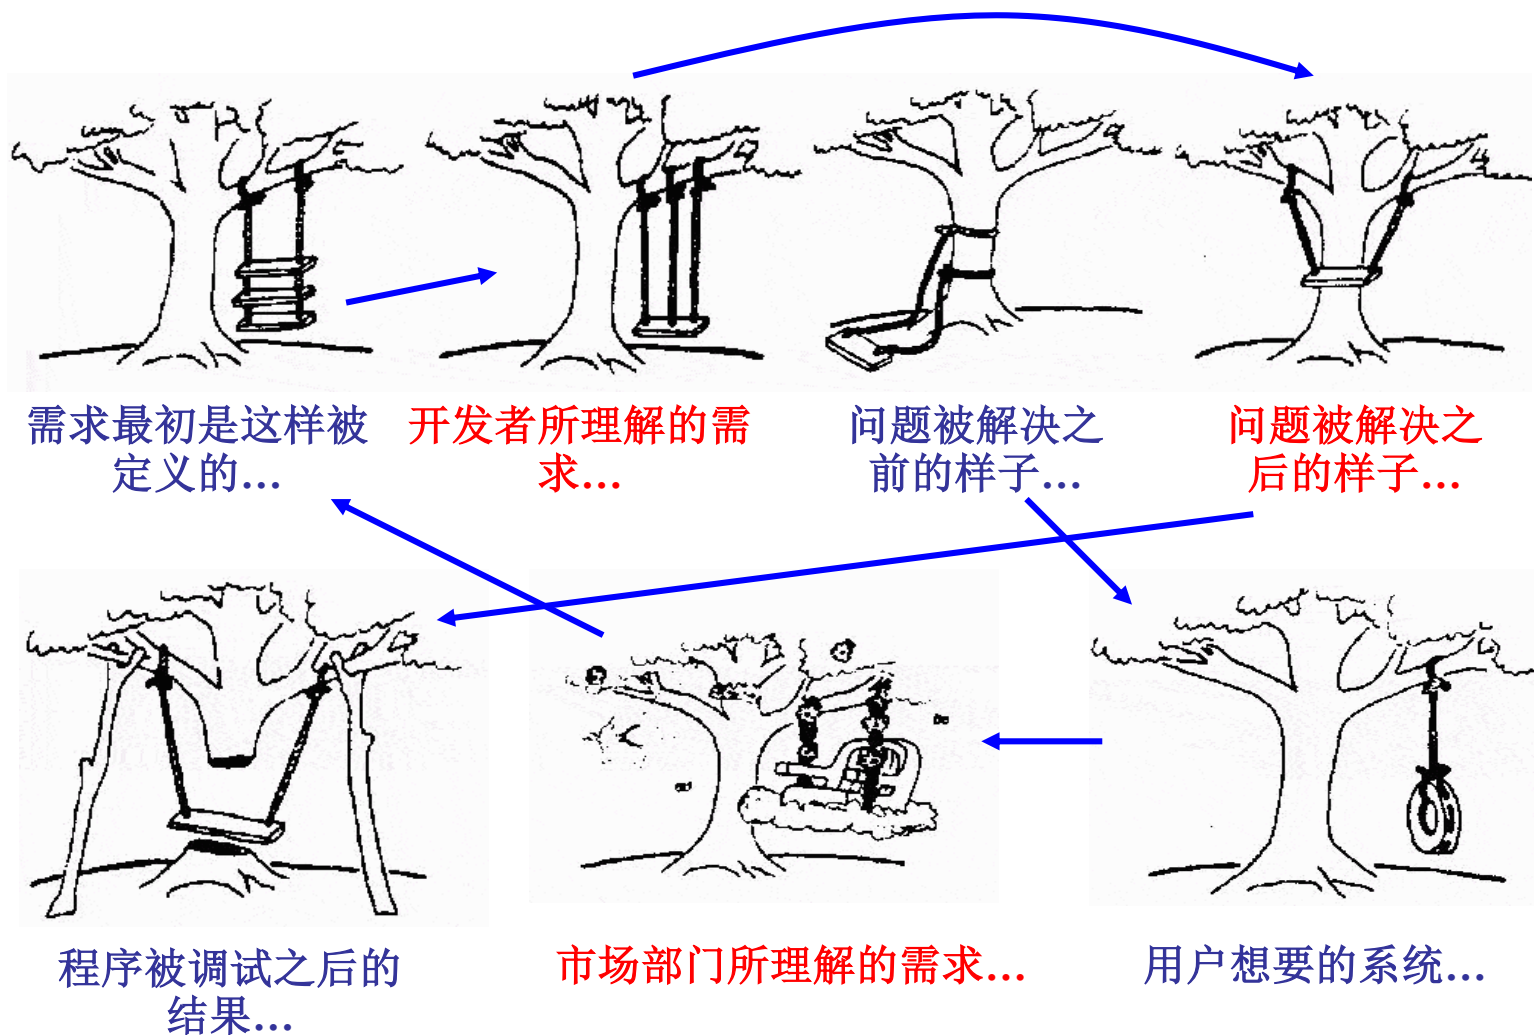 需求最初是这样被
定义的...
开发者所理解的需
求...
问题被解决之
前的样子...
问题被解决之
后的样子...
程序被调试之后的
结果...
市场部门所理解的需求...
用户想要的系统...